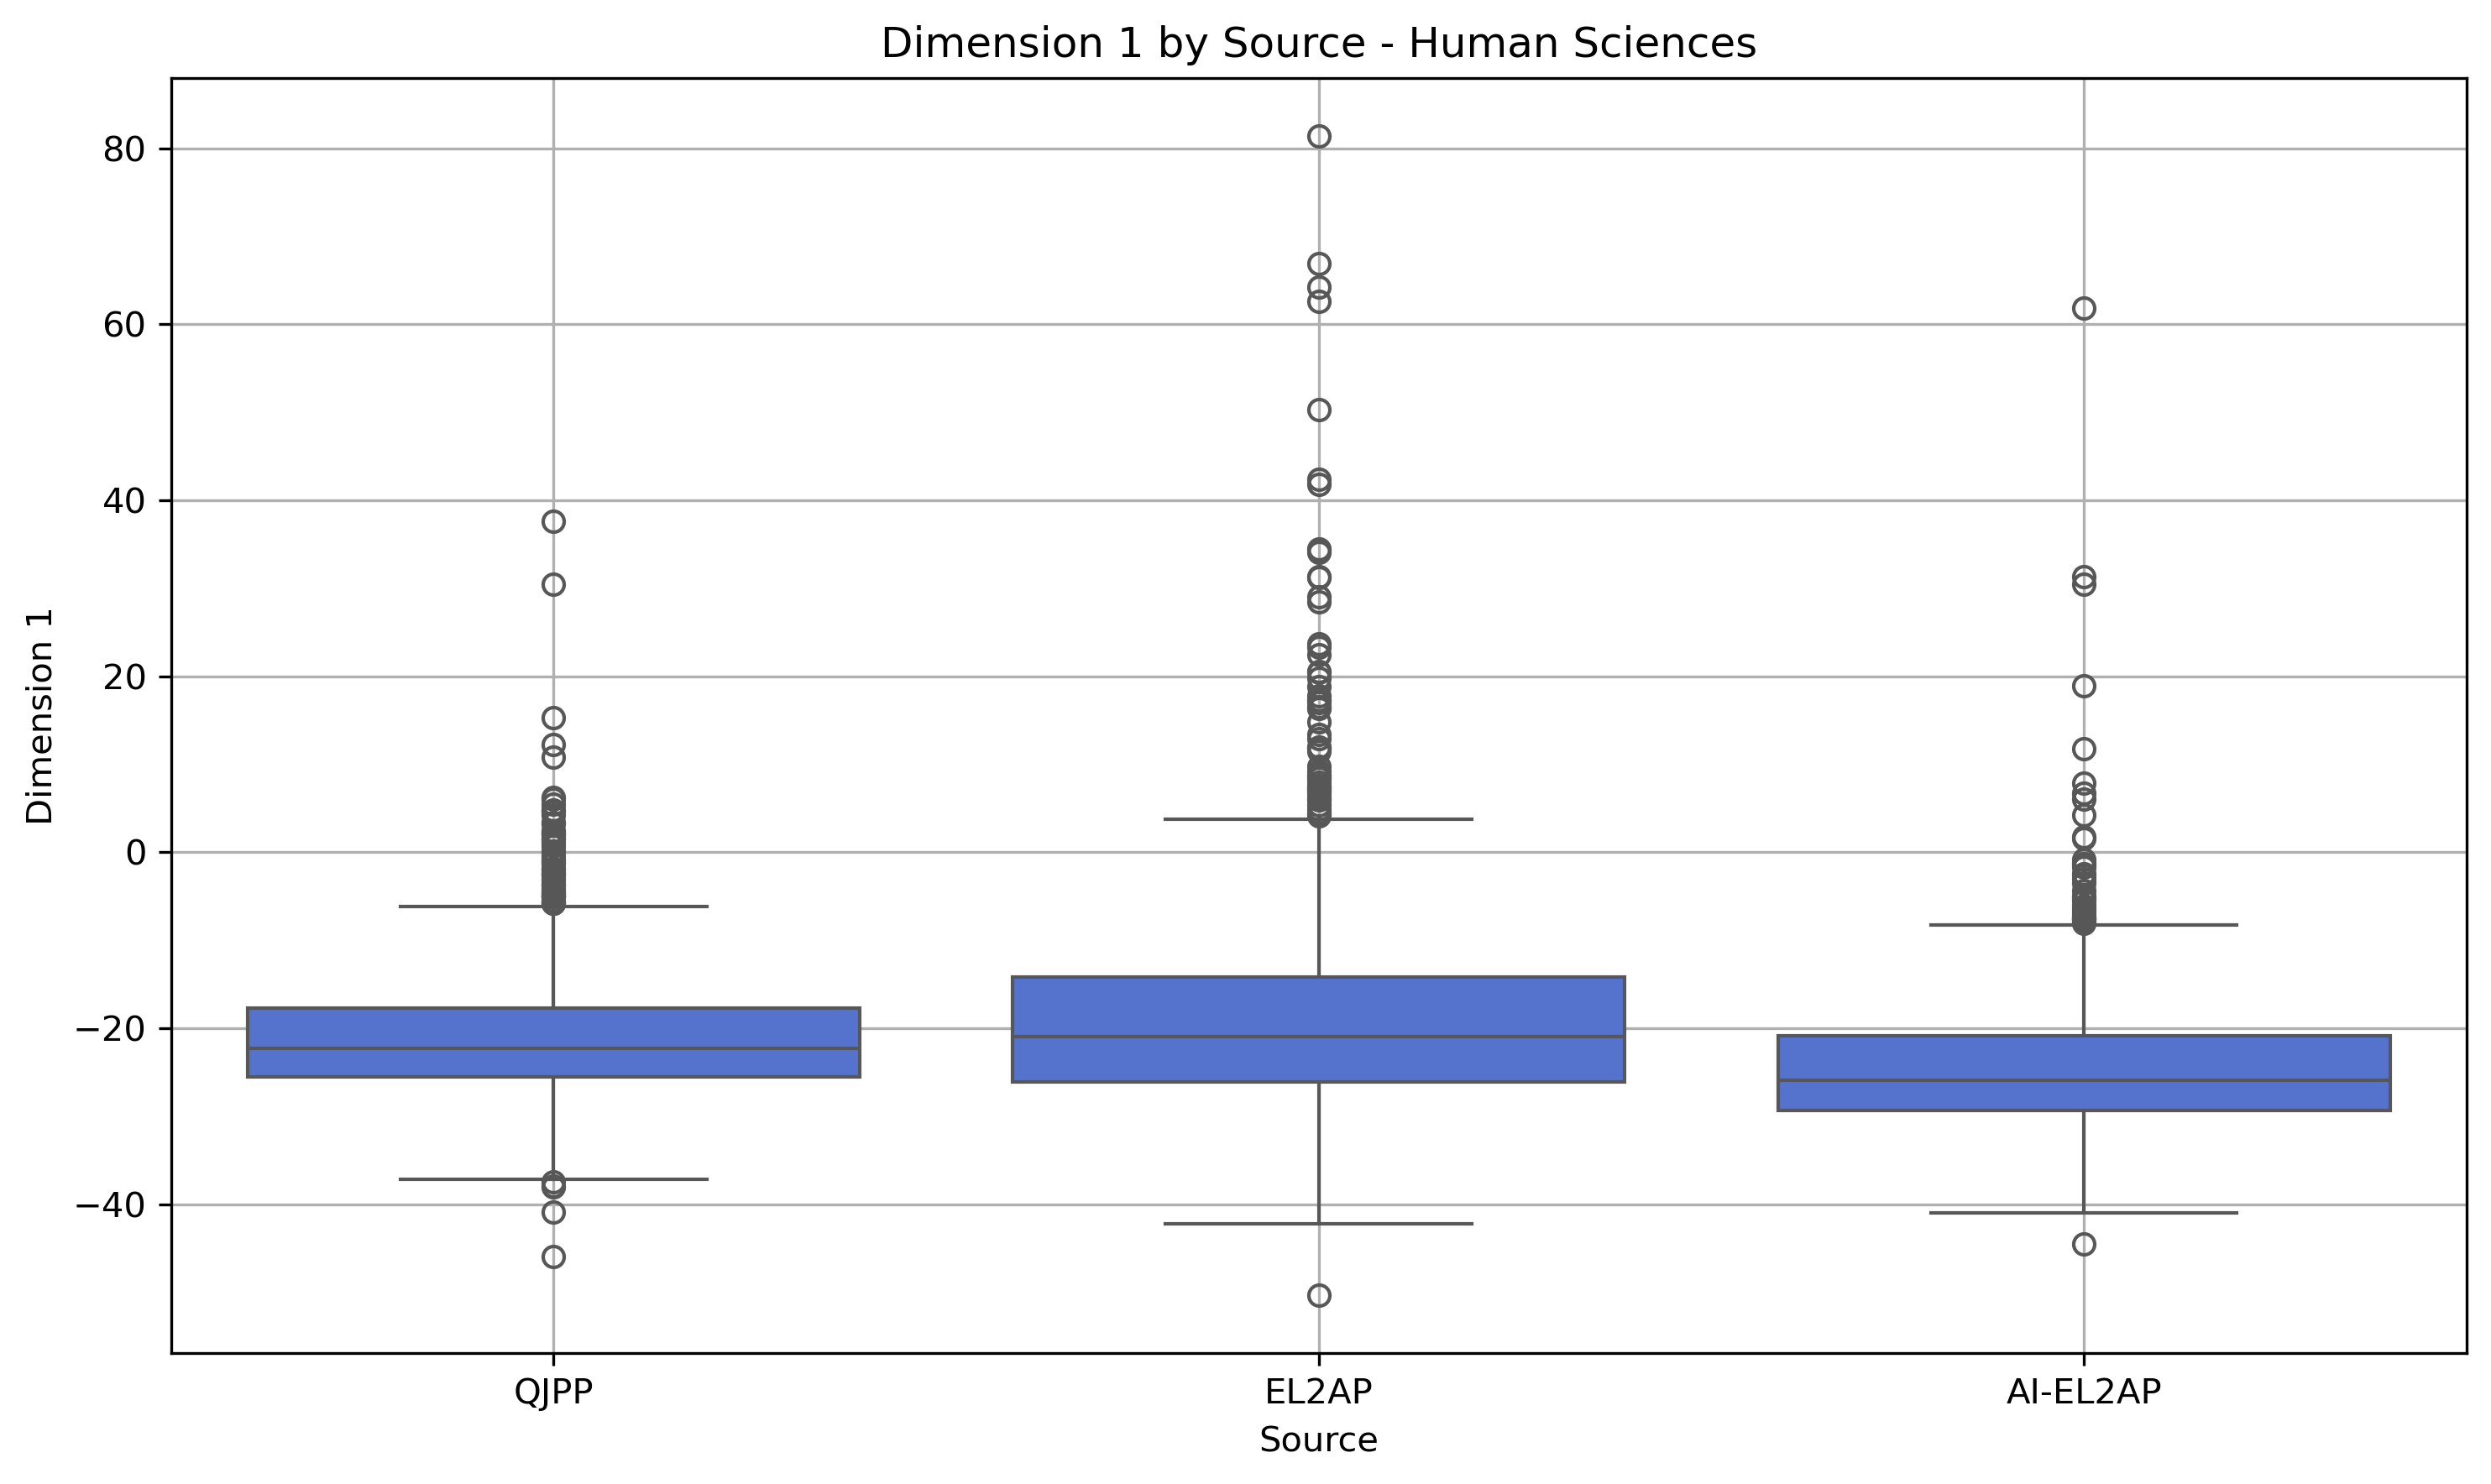 Dimension 1 by Source - Human Sciences
80
60
40
20
0
−20
−40
Dimension 1
QJPP
EL2AP
AI-EL2AP
Source